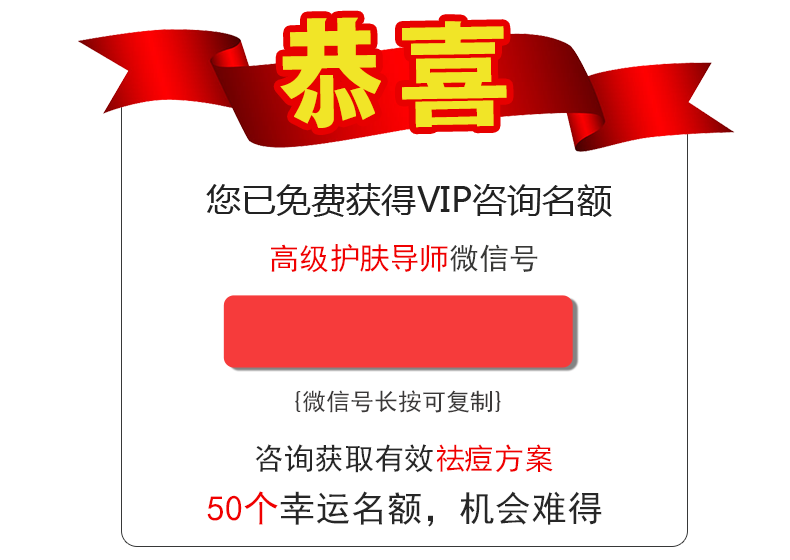 恭喜
您已免费获得VIP咨询名额
高级护肤导师微信号
{微信号长按可复制}
咨询获取有效祛痘方案
50个幸运名额，机会难得